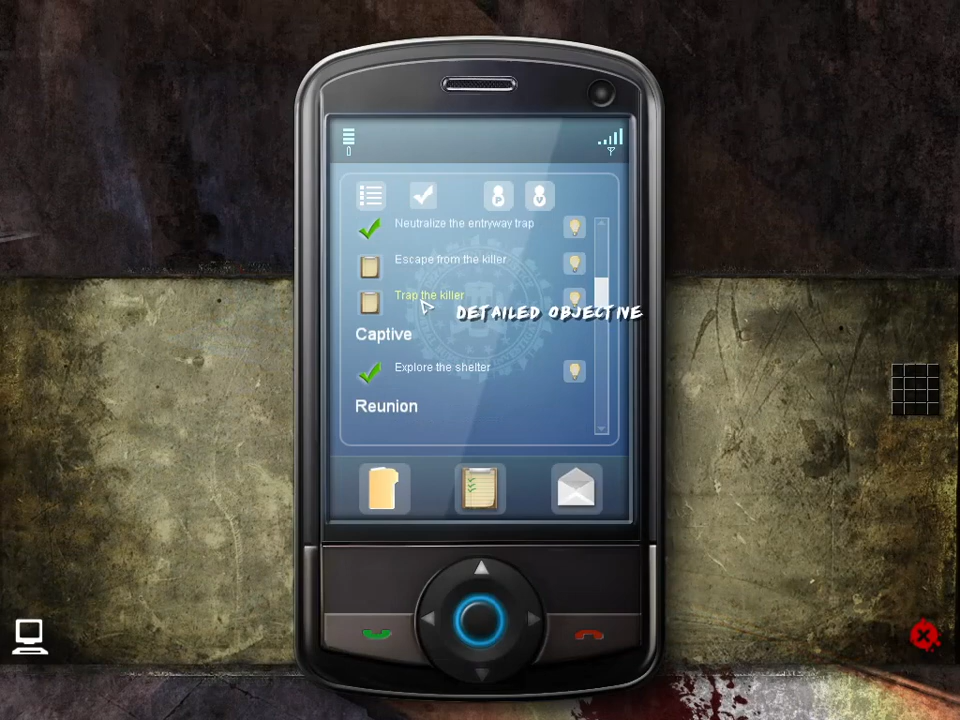 P
V
Neutralize the entryway trap
Escape from the killer
Trap the killer
DETAILED OBJECTIVE
Captive
Explore the shelter
Reunion